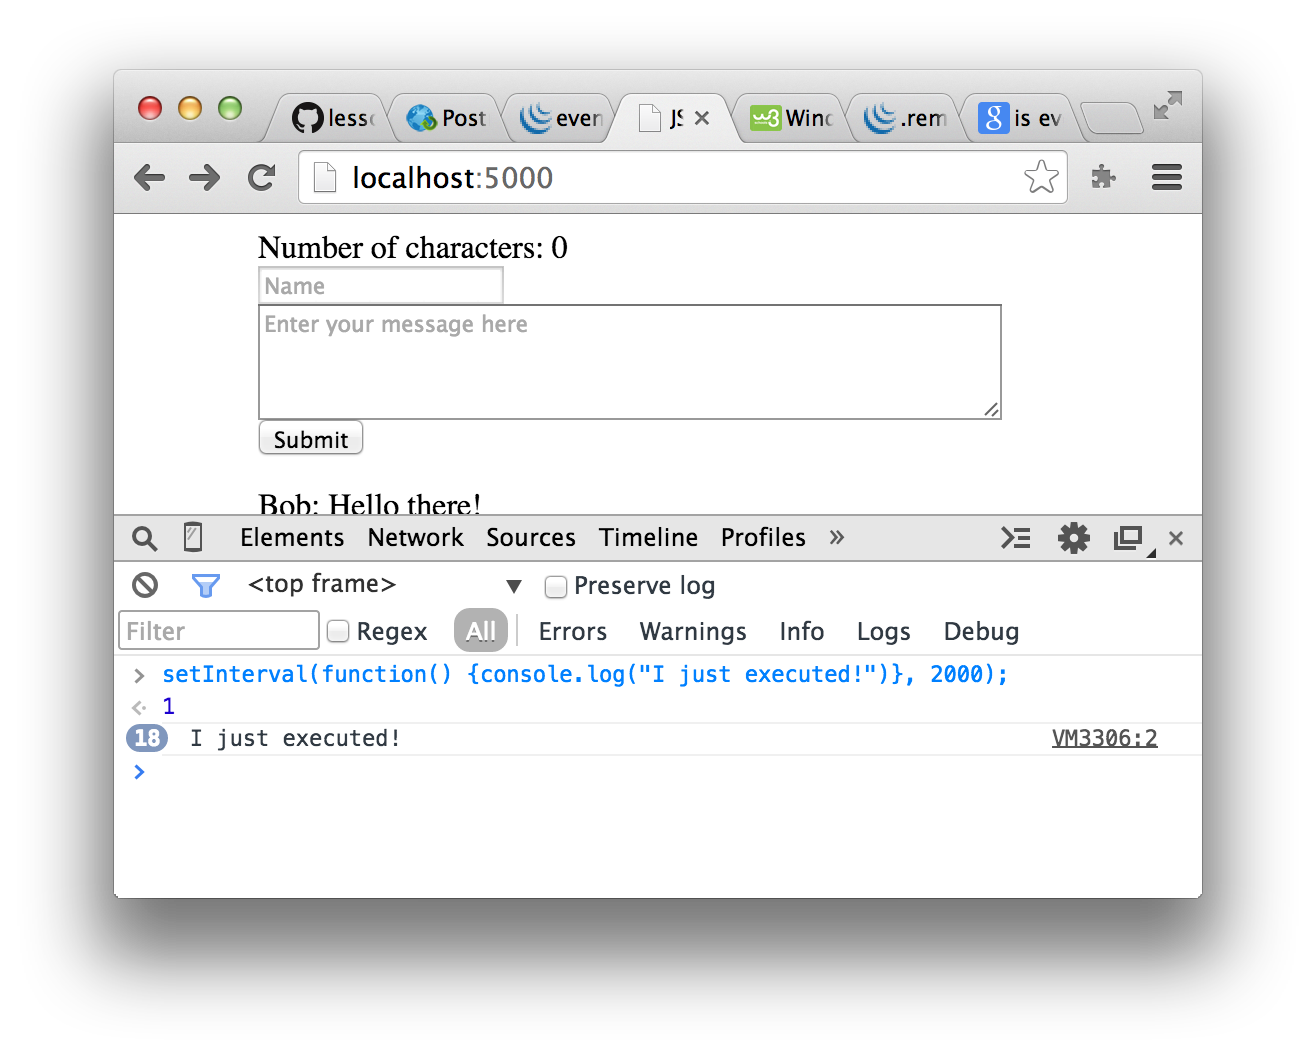 less Post even JS Wind .rem is ev
localhost:5000
Number of characters: 0
Name
Enter your message here
Submit
Bob: Hello there!
Elements Network Sources Timeline Profiles »
<top frame> ▼ Preserve log
Filter Regex All Errors Warnings Info Logs Debug
> setInterval(function() {console.log("I just executed!")}, 2000);
1
18 I just executed! VM3306:2
>